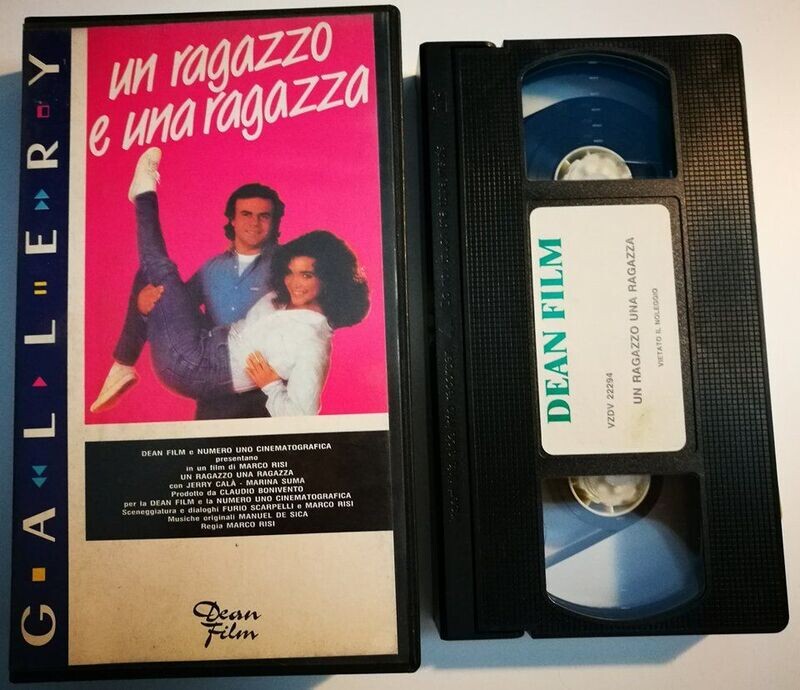 GALLERY
un ragazzo
e una ragazza
DEAN FILM e NUMERO UNO CINEMATOGRAFICA
presentano
in un film di MARCO RISI
UN RAGAZZO UNA RAGAZZA
con JERRY CALÀ - MARINA SUMA
Prodotto da CLAUDIO BONIVENTO
per la DEAN FILM e la NUMERO UNO CINEMATOGRAFICA
Sceneggiatura e dialoghi FURIO SCARPELLI e MARCO RISI
Musiche originali MANUEL DE SICA
Regia MARCO RISI
Dean
Film
DEAN FILM
VZDV 22294
UN RAGAZZO UNA RAGAZZA
VIETATO IL NOLEGGIO